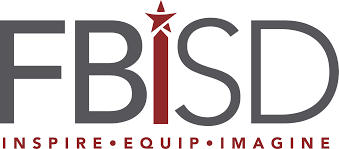 FBiSD
INSPIRE • EQUIP • IMAGINE